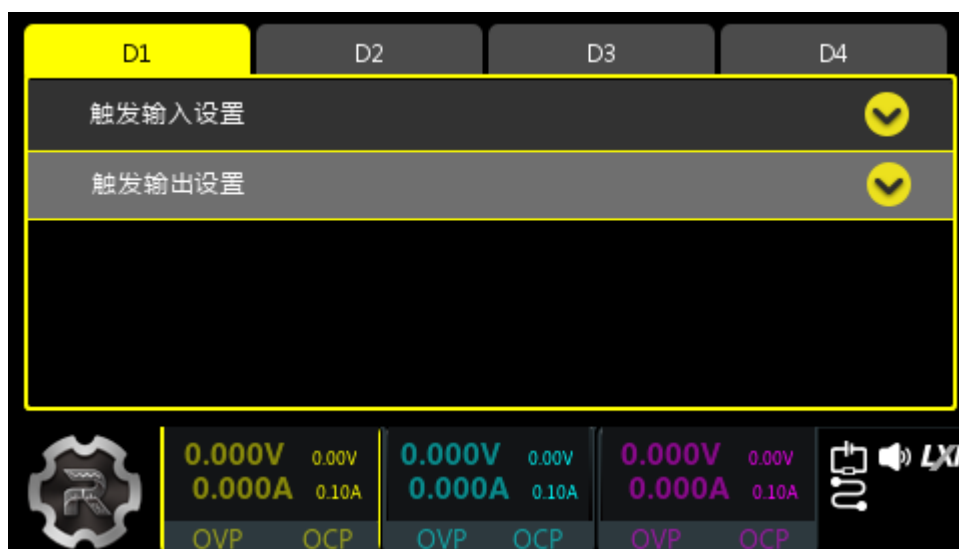 D1 D2 D3 D4
触发输入设置
触发输出设置
0.000V 0.00V 0.000V 0.00V 0.000V 0.00V LXI
0.000A 0.10A 0.000A 0.10A 0.000A 0.10A
OVP OCP OVP OCP OVP OCP